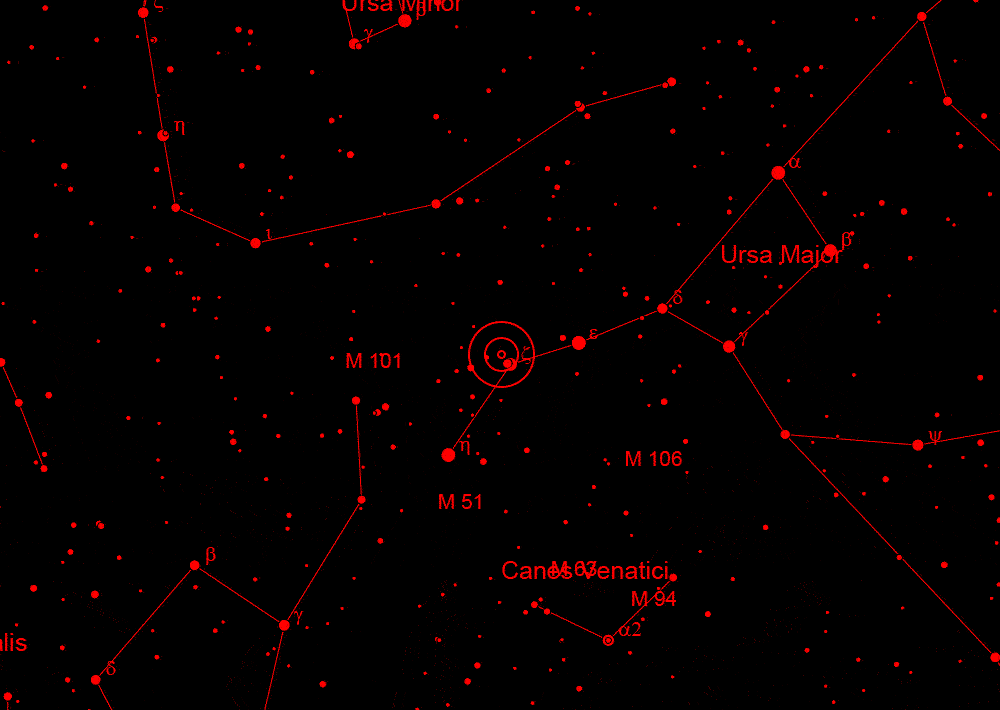 Ursa Minor
ζ
β
γ
η
α
ι
β
Ursa Major
δ
ε
γ
ζ
M 101
η
ψ
M 106
M 51
β
M 63
Canes Venatici
M 94
γ
α2
alis
δ